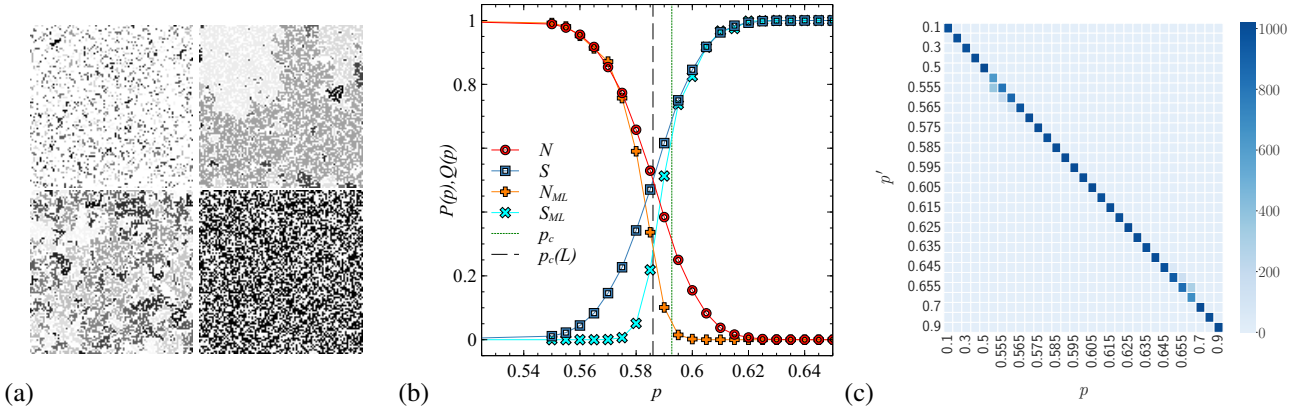 (a)
(b)
P(p),Q(p)
1
0.8
0.2
0
N
S
N_ML
S_ML
p_c
p_c(L)
0.54 0.56 0.58 0.6 0.62 0.64
p
(c)
p′
0.1
0.3
0.5
0.555
0.565
0.575
0.585
0.595
0.605
0.615
0.625
0.635
0.645
0.655
0.7
0.9
0.1 0.3 0.5 0.555 0.565 0.575 0.585 0.595 0.605 0.615 0.625 0.635 0.645 0.655 0.7 0.9
p
1000
800
600
400
200
0